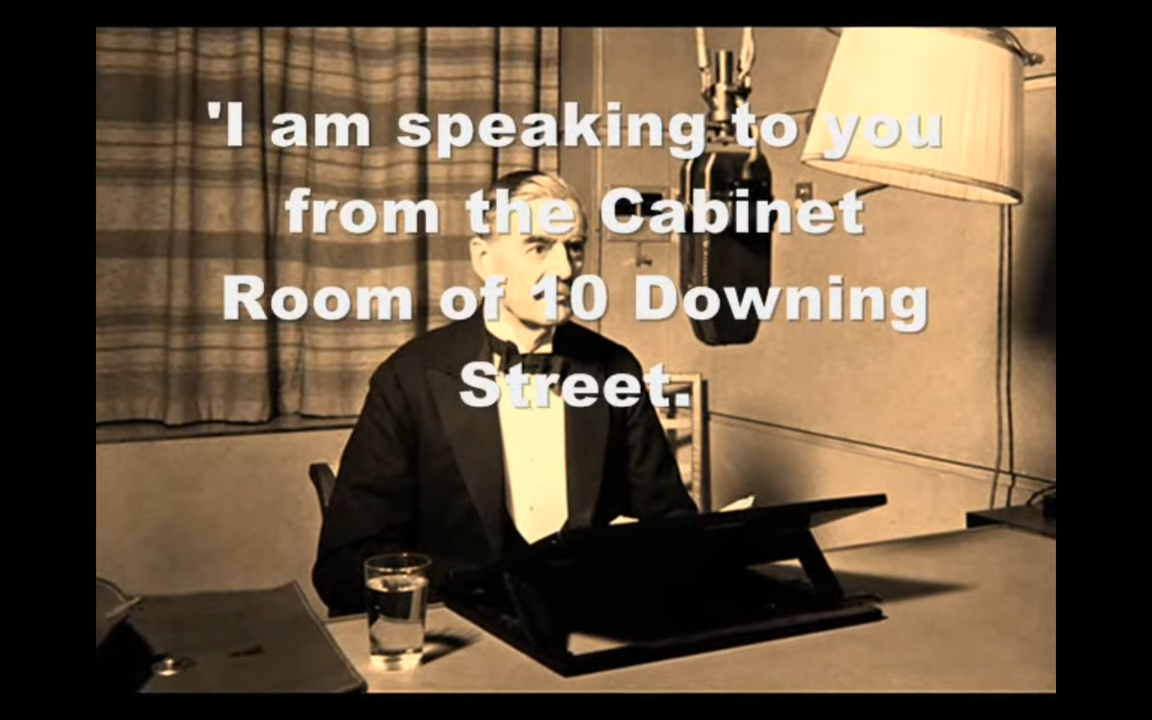 'I am speaking to you
from the Cabinet
Room of 10 Downing
Street.